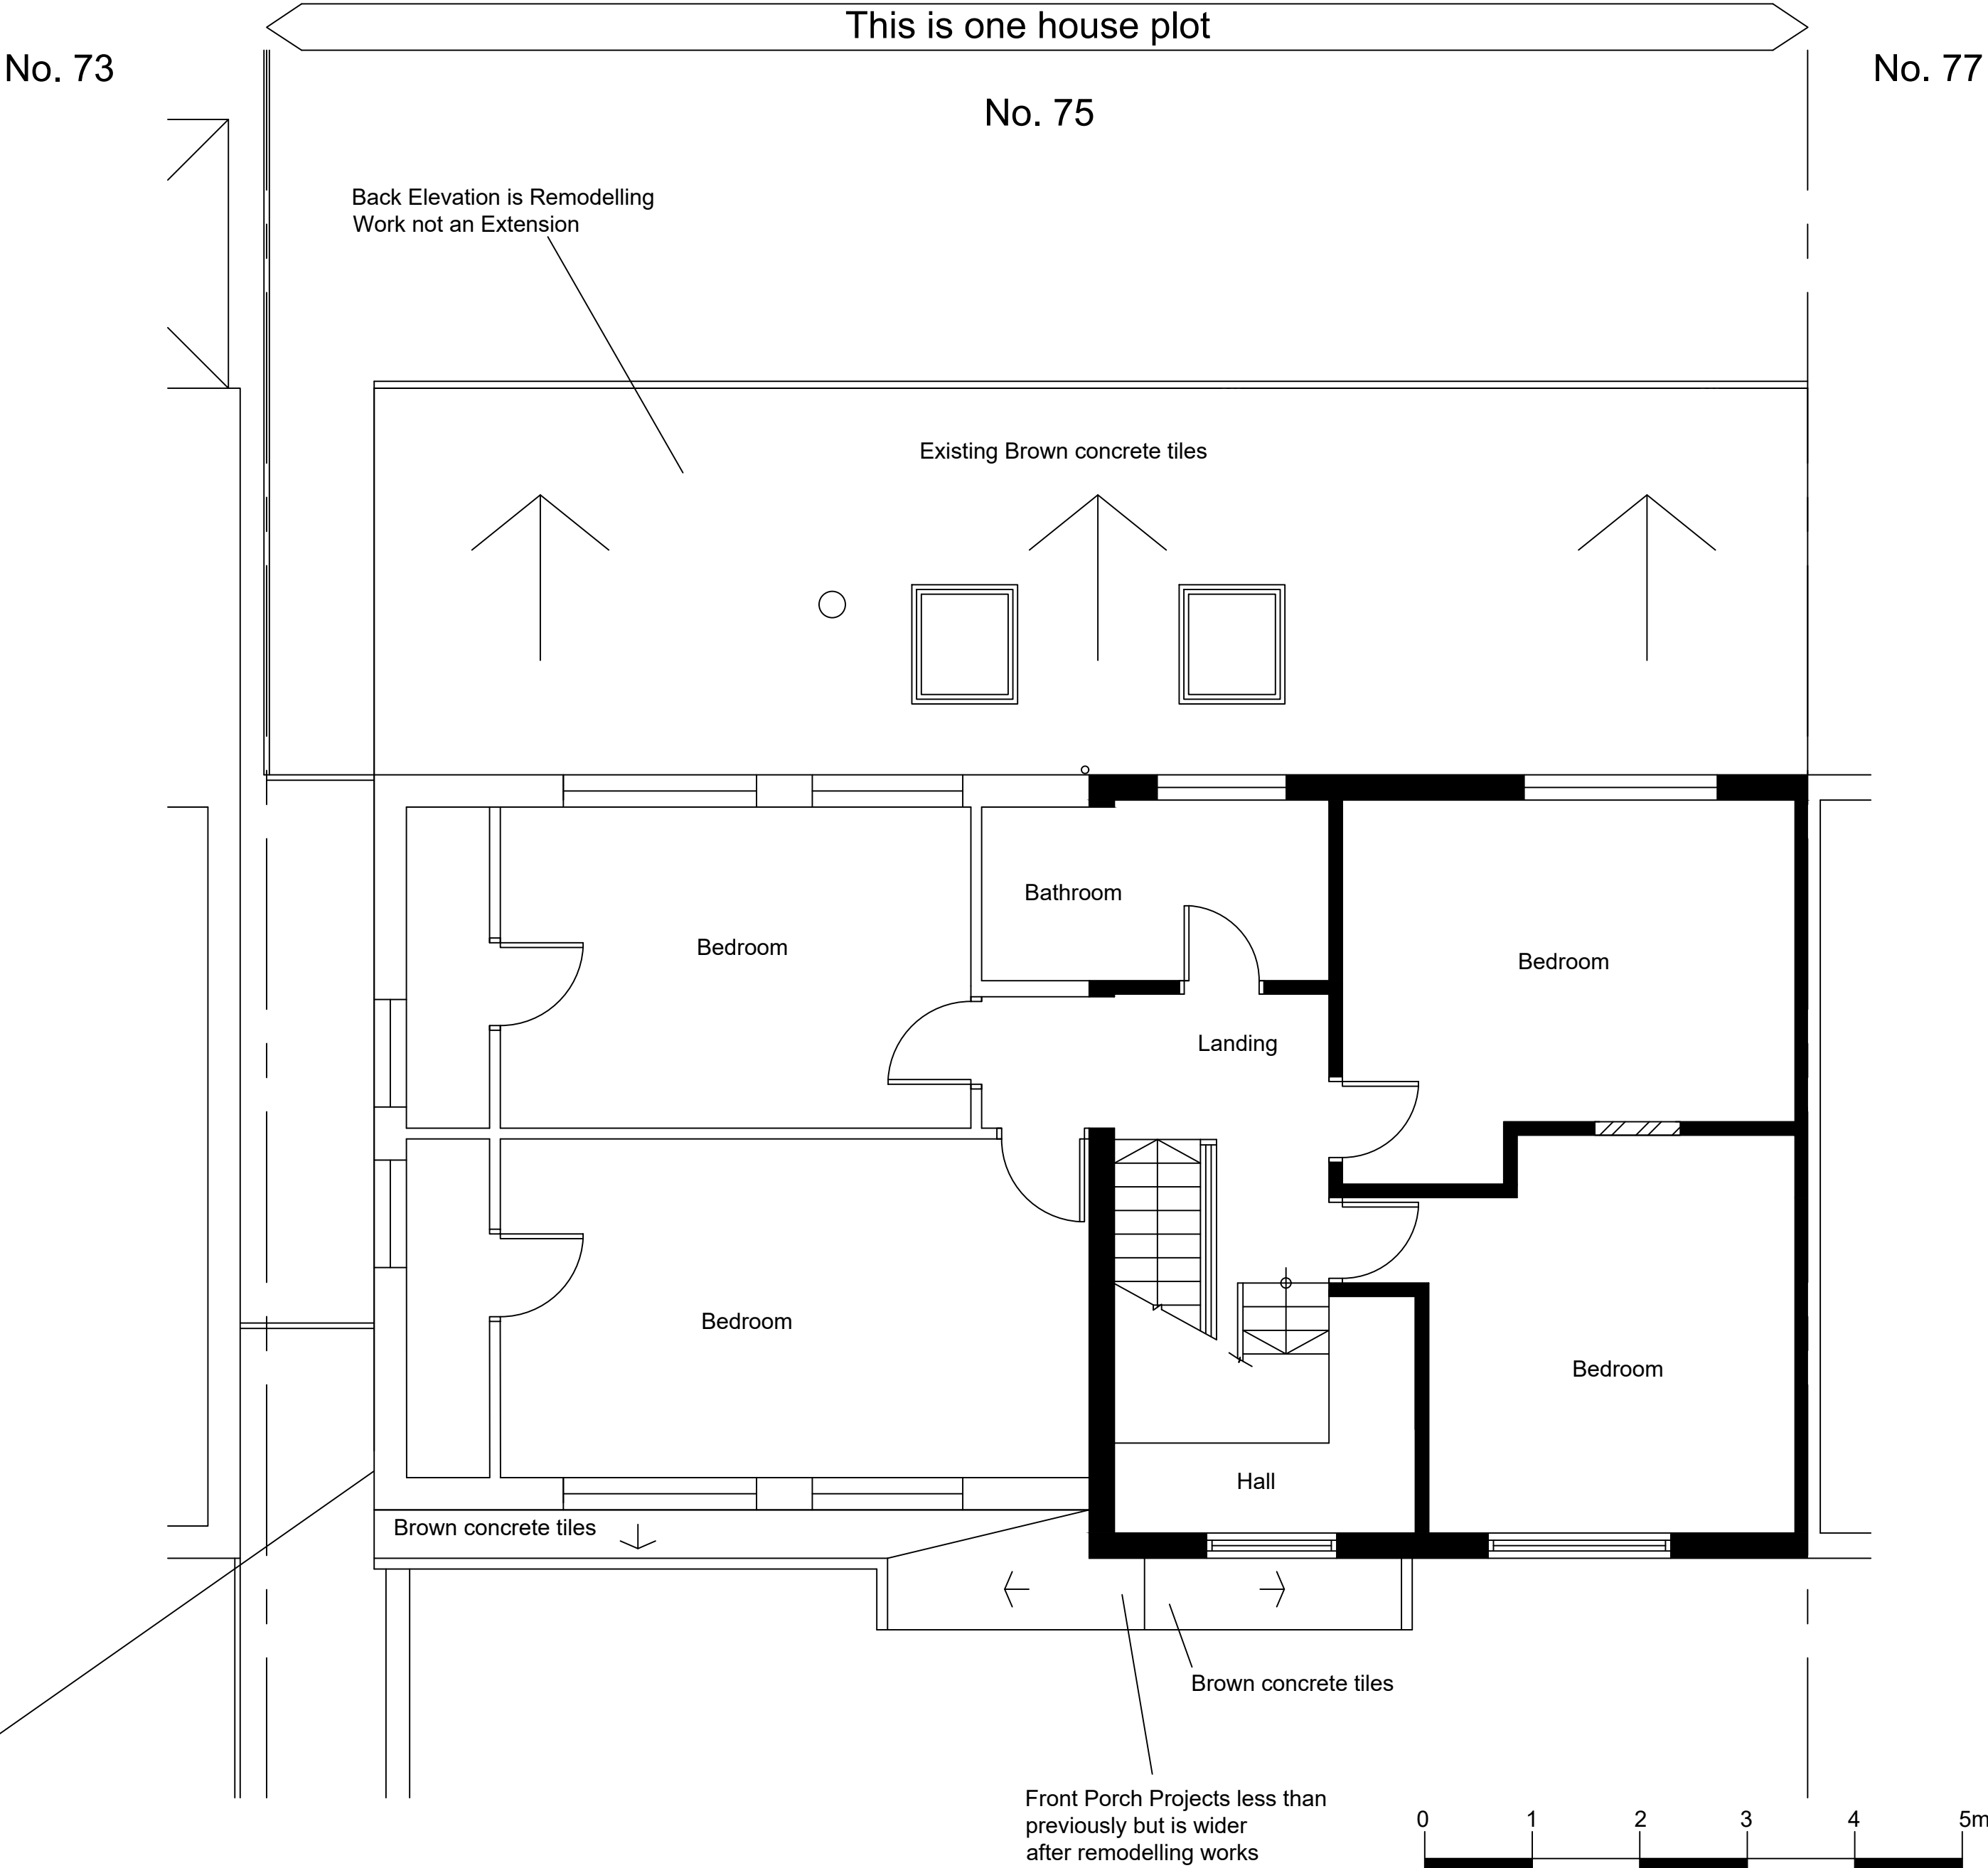 This is one house plot
No. 73
No. 77
No. 75
Back Elevation is Remodelling
Work not an Extension
Existing Brown concrete tiles
Bathroom
Bedroom
Bedroom
Landing
Bedroom
Bedroom
Hall
Brown concrete tiles
Brown concrete tiles
Front Porch Projects less than
previously but is wider
after remodelling works
0 1 2 3 4 5m